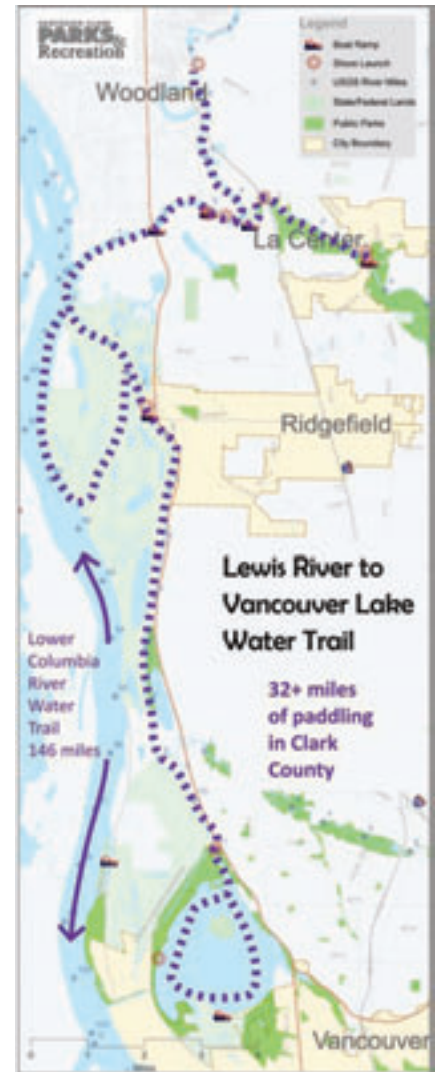 PARKS&
Recreation
Legend
Boat Ramp
Shore Launch
USGS River Miles
State/Federal Lands
Public Parks
City Boundary
Woodland
La Center
Ridgefield
Lewis River to
Vancouver Lake
Water Trail
32+ miles
of paddling
in Clark
County
Lower
Columbia
River
Water
Trail
146 miles
Vancouver